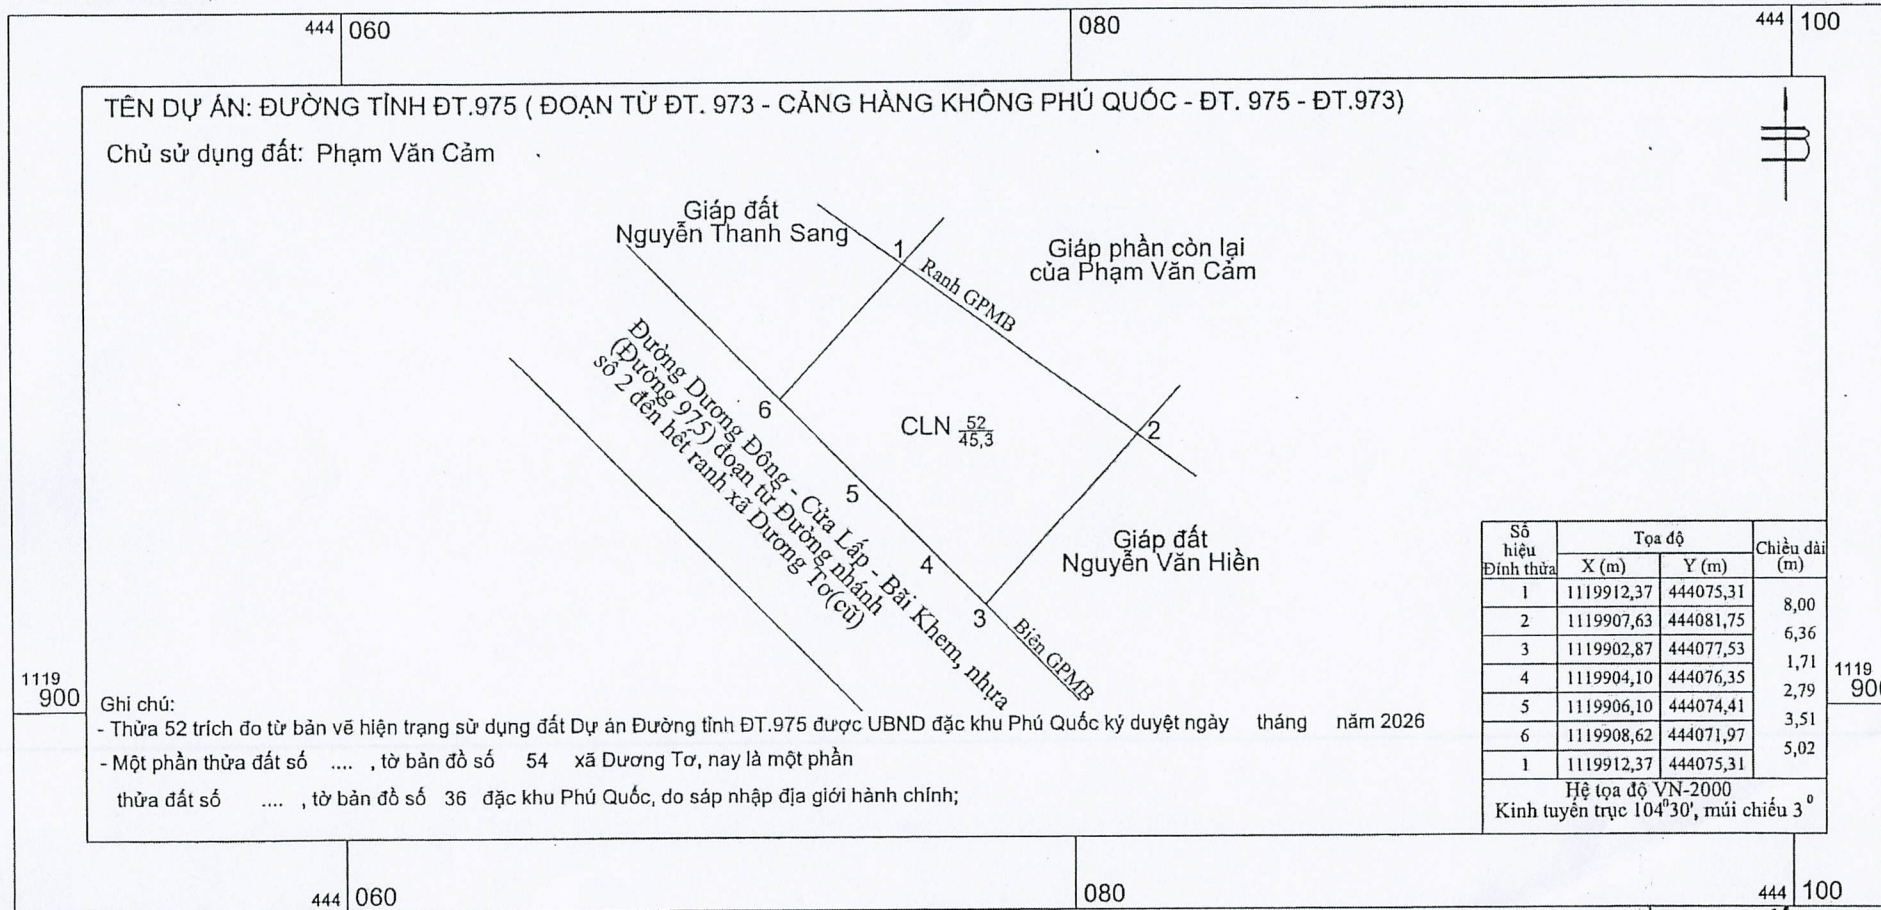 444 060
080
444 100
TÊN DỰ ÁN: ĐƯỜNG TỈNH ĐT.975 ( ĐOẠN TỪ ĐT. 973 - CẢNG HÀNG KHÔNG PHÚ QUỐC - ĐT. 975 - ĐT.973)
Chủ sử dụng đất: Phạm Văn Cảm
B
Giáp đất
Nguyễn Thanh Sang
1
Ranh GPMB
Giáp phần còn lại
của Phạm Văn Cảm
Đường Dương Đông - Cửa Lấp - Bãi Khem, nhựa
(Đường 975) đoạn từ Đường nhánh
số 2 đến hết ranh xã Dương Tơ(cũ)
6
CLN 52
45,3
2
5
4
3
Giáp đất
Nguyễn Văn Hiền
Biên GPMB
Số hiệu Đỉnh thửa Tọa độ Chiều dài (m)
X (m) Y (m)
1 1119912,37 444075,31
8,00
2 1119907,63 444081,75
6,36
3 1119902,87 444077,53
1,71
4 1119904,10 444076,35
2,79
5 1119906,10 444074,41
3,51
6 1119908,62 444071,97
5,02
1 1119912,37 444075,31
Hệ tọa độ VN-2000
Kinh tuyến trục 104°30', múi chiếu 3°
1119
900
1119
900
Ghi chú:
- Thửa 52 trích đo từ bản vẽ hiện trạng sử dụng đất Dự án Đường tỉnh ĐT.975 được UBND đặc khu Phú Quốc ký duyệt ngày tháng năm 2026
- Một phần thửa đất số .... , tờ bản đồ số 54 xã Dương Tơ, nay là một phần
thửa đất số .... , tờ bản đồ số 36 đặc khu Phú Quốc, do sáp nhập địa giới hành chính;
444 060
080
444 100